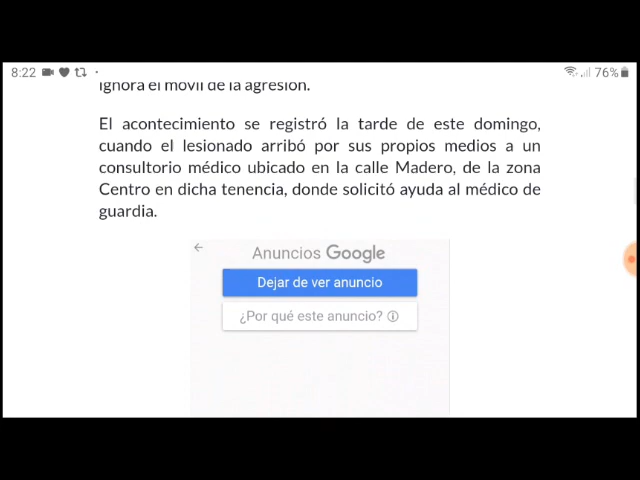 8:22
76%
ignora el móvil de la agresión.
El acontecimiento se registró la tarde de este domingo,
cuando el lesionado arribó por sus propios medios a un
consultorio médico ubicado en la calle Madero, de la zona
Centro en dicha tenencia, donde solicitó ayuda al médico de
guardia.
Anuncios Google
Dejar de ver anuncio
¿Por qué este anuncio?